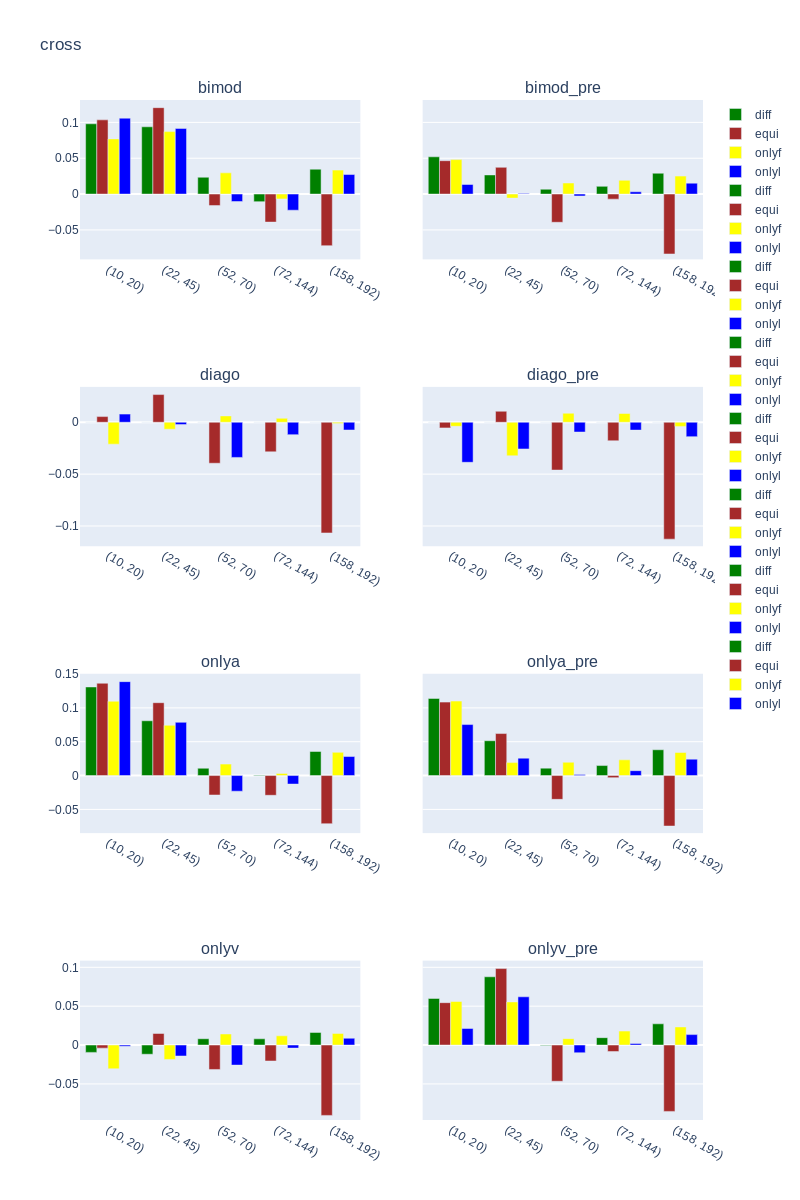 cross
bimod
bimod_pre
0.1
0.05
0
−0.05
(10, 20)
(22, 45)
(52, 70)
(72, 144)
(158, 192)
(10, 20)
(22, 45)
(52, 70)
(72, 144)
(158, 192)
diago
diago_pre
0
−0.05
−0.1
(10, 20)
(22, 45)
(52, 70)
(72, 144)
(158, 192)
(10, 20)
(22, 45)
(52, 70)
(72, 144)
(158, 192)
onlya
onlya_pre
0.15
0.1
0.05
0
−0.05
(10, 20)
(22, 45)
(52, 70)
(72, 144)
(158, 192)
(10, 20)
(22, 45)
(52, 70)
(72, 144)
(158, 192)
onlyv
onlyv_pre
0.1
0.05
0
−0.05
(10, 20)
(22, 45)
(52, 70)
(72, 144)
(158, 192)
(10, 20)
(22, 45)
(52, 70)
(72, 144)
(158, 192)
diff
equi
onlyf
onlyl
diff
equi
onlyf
onlyl
diff
equi
onlyf
onlyl
diff
equi
onlyf
onlyl
diff
equi
onlyf
onlyl
diff
equi
onlyf
onlyl
diff
equi
onlyf
onlyl
diff
equi
onlyf
onlyl